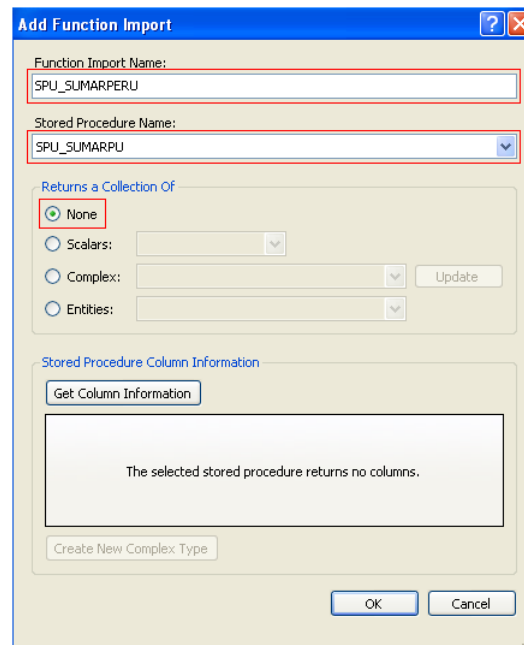 Add Function Import
Function Import Name:
SPU_SUMARPERU
Stored Procedure Name:
SPU_SUMARPU
Returns a Collection Of
None
Scalars:
Complex:
Update
Entities:
Stored Procedure Column Information
Get Column Information
The selected stored procedure returns no columns.
Create New Complex Type
OK
Cancel